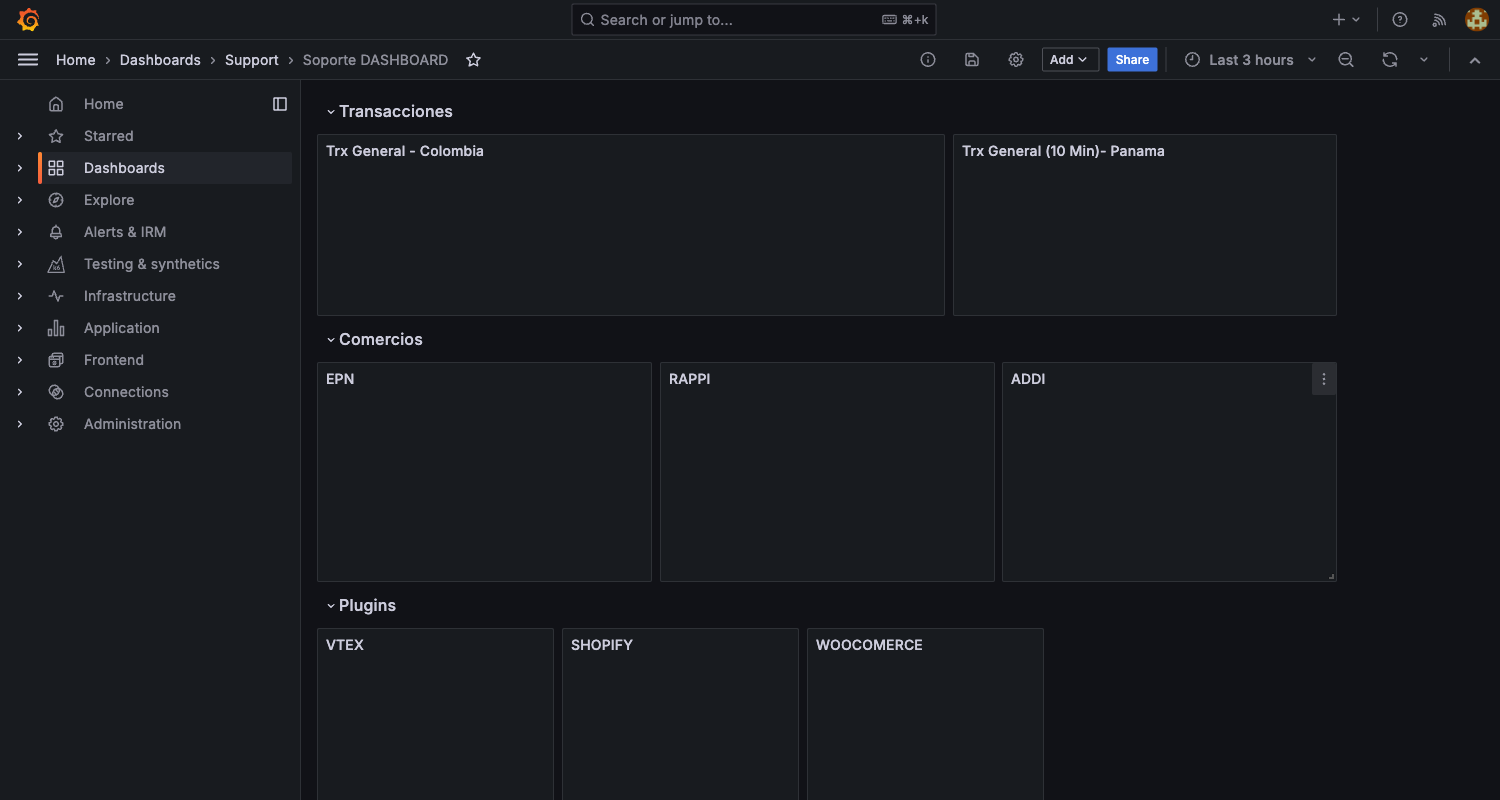 Search or jump to... ⌘+k
Home › Dashboards › Support › Soporte DASHBOARD
Add
Share
Last 3 hours
Home
Starred
Dashboards
Explore
Alerts & IRM
Testing & synthetics
Infrastructure
Application
Frontend
Connections
Administration
Transacciones
Trx General - Colombia
Trx General (10 Min)- Panama
Comercios
EPN
RAPPI
ADDI
Plugins
VTEX
SHOPIFY
WOOCOMERCE